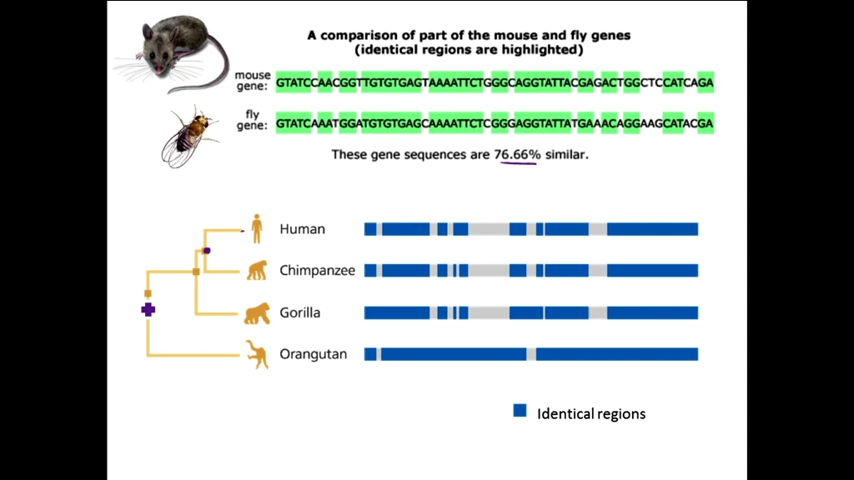 A comparison of part of the mouse and fly genes
(identical regions are highlighted)
mouse gene: GTATCCAACGGTTGTGTGAGTAAAATTCTGGGCAGGTATTACGAGACTGGCTCCATCAGA
fly gene: GTATCAAATGGATGTGTGAGCAAAATTCTCGGGAGGTATTATGAAACAGGAAGCATACGA
These gene sequences are 76.66% similar.
Human
Chimpanzee
Gorilla
Orangutan
Identical regions